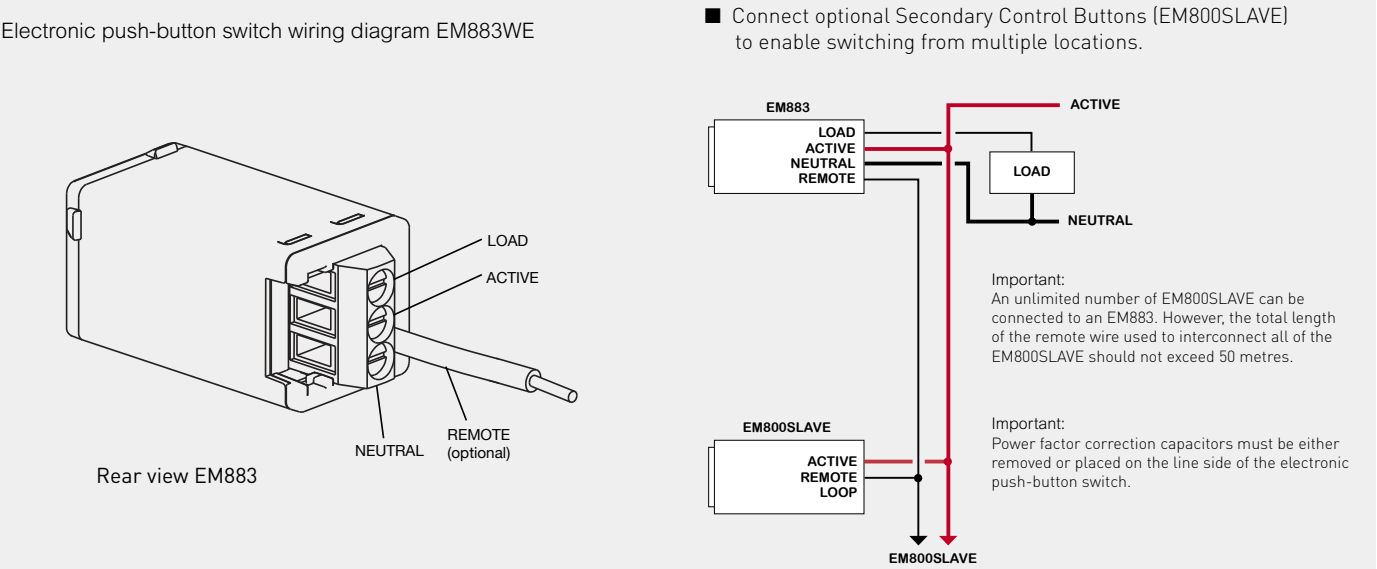 Electronic push-button switch wiring diagram EM883WE
LOAD
ACTIVE
REMOTE
(optional)
NEUTRAL
Rear view EM883
■ Connect optional Secondary Control Buttons (EM800SLAVE)
to enable switching from multiple locations.
EM883
LOAD
ACTIVE
NEUTRAL
REMOTE
ACTIVE
LOAD
NEUTRAL
Important:
An unlimited number of EM800SLAVE can be
connected to an EM883. However, the total length
of the remote wire used to interconnect all of the
EM800SLAVE should not exceed 50 metres.
EM800SLAVE
ACTIVE
REMOTE
LOOP
Important:
Power factor correction capacitors must be either
removed or placed on the line side of the electronic
push-button switch.
EM800SLAVE